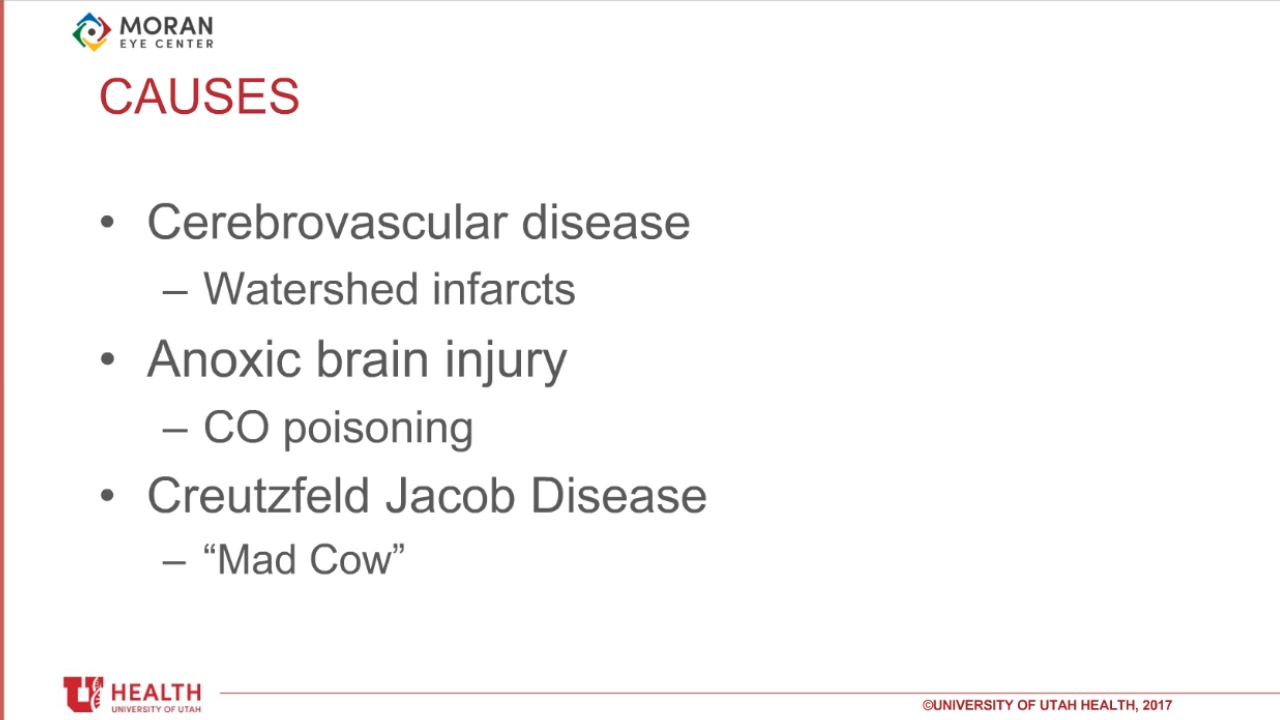 MORAN
EYE CENTER
CAUSES
• Cerebrovascular disease
– Watershed infarcts
• Anoxic brain injury
– CO poisoning
• Creutzfeld Jacob Disease
– “Mad Cow”
U HEALTH
UNIVERSITY OF UTAH
©UNIVERSITY OF UTAH HEALTH, 2017